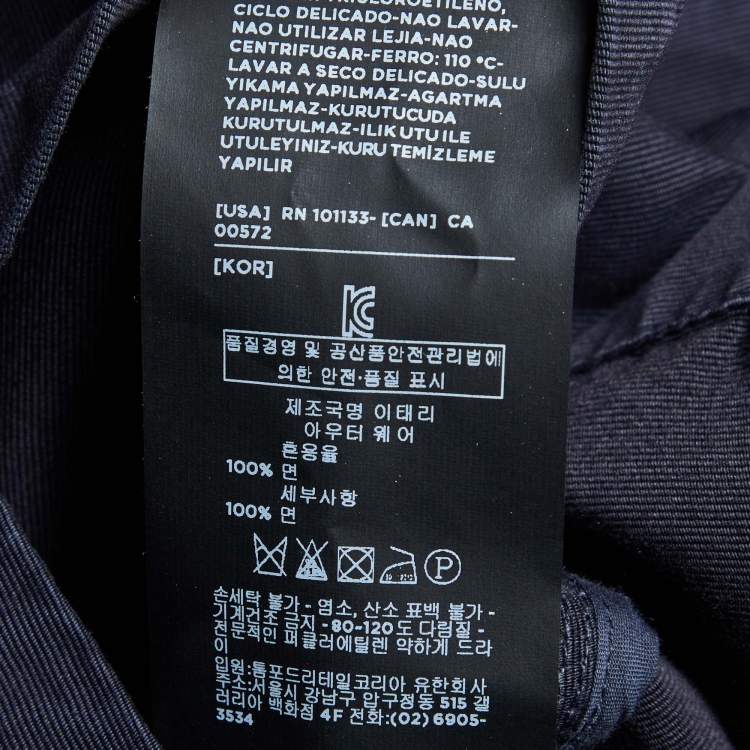 TRICLOROETILENO,
CICLO DELICADO-NAO LAVAR-
NAO UTILIZAR LEJIA-NAO
CENTRIFUGAR-FERRO: 110 °C-
LAVAR A SECO DELICADO-SULU
YIKAMA YAPILMAZ-AGARTMA
YAPILMAZ-KURUTUCUDA
KURUTULMAZ-ILIK UTU ILE
UTULEYINIZ-KURU TEMIZLEME
YAPILIR
[USA] RN 101133- [CAN] CA
00572
[KOR]
KC
품질경영 및 공산품안전관리법에
의한 안전·품질 표시
제조국명 이태리
아우터 웨어
혼용율
100% 면
세부사항
100% 면
P
손세탁 불가 - 염소, 산소 표백 불가 -
기계건조 금지 - 80-120 도 다림질 -
전문적인 퍼클러에틸렌 약하게 드라
이
입원: 톰포드리테일코리아 유한회사
주소:서울시 강남구 압구정동 515 갤
러리아 백화점 4F 전화:(02) 6905-
3534